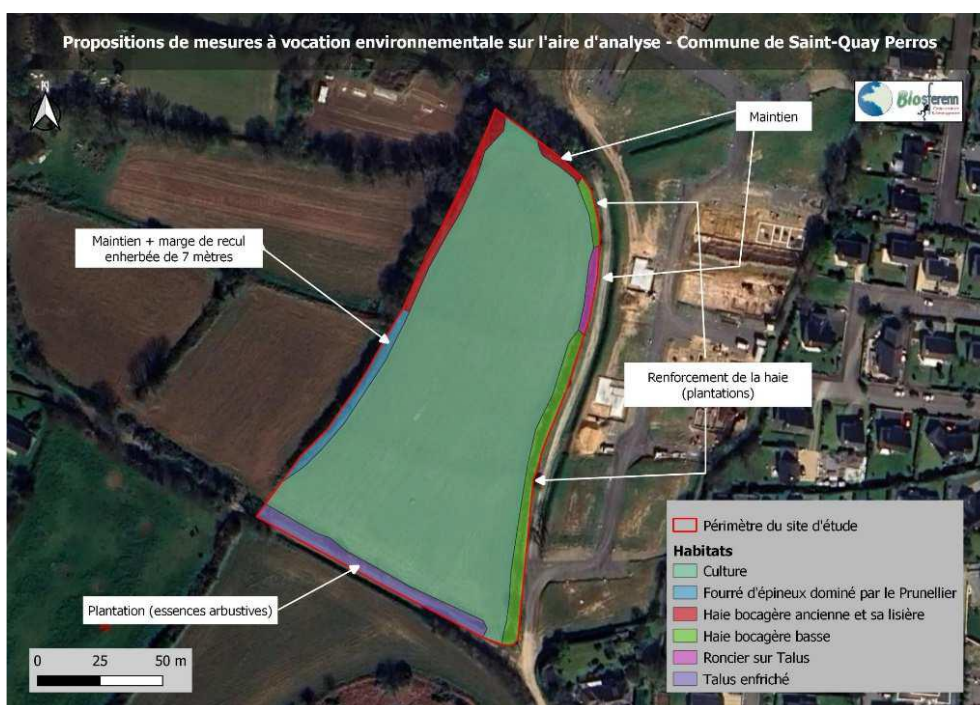 Propositions de mesures à vocation environnementale sur l'aire d'analyse - Commune de Saint-Quay Perros
N
Biosferenn
Maintien
Maintien + marge de recul
enherbée de 7 mètres
Renforcement de la haie
(plantations)
Plantation (essences arbustives)
Périmètre du site d'étude
Habitats
Culture
Fourré d'épineux dominé par le Prunellier
Haie bocagère ancienne et sa lisière
Haie bocagère basse
Roncier sur Talus
Talus enfriché
0 25 50 m